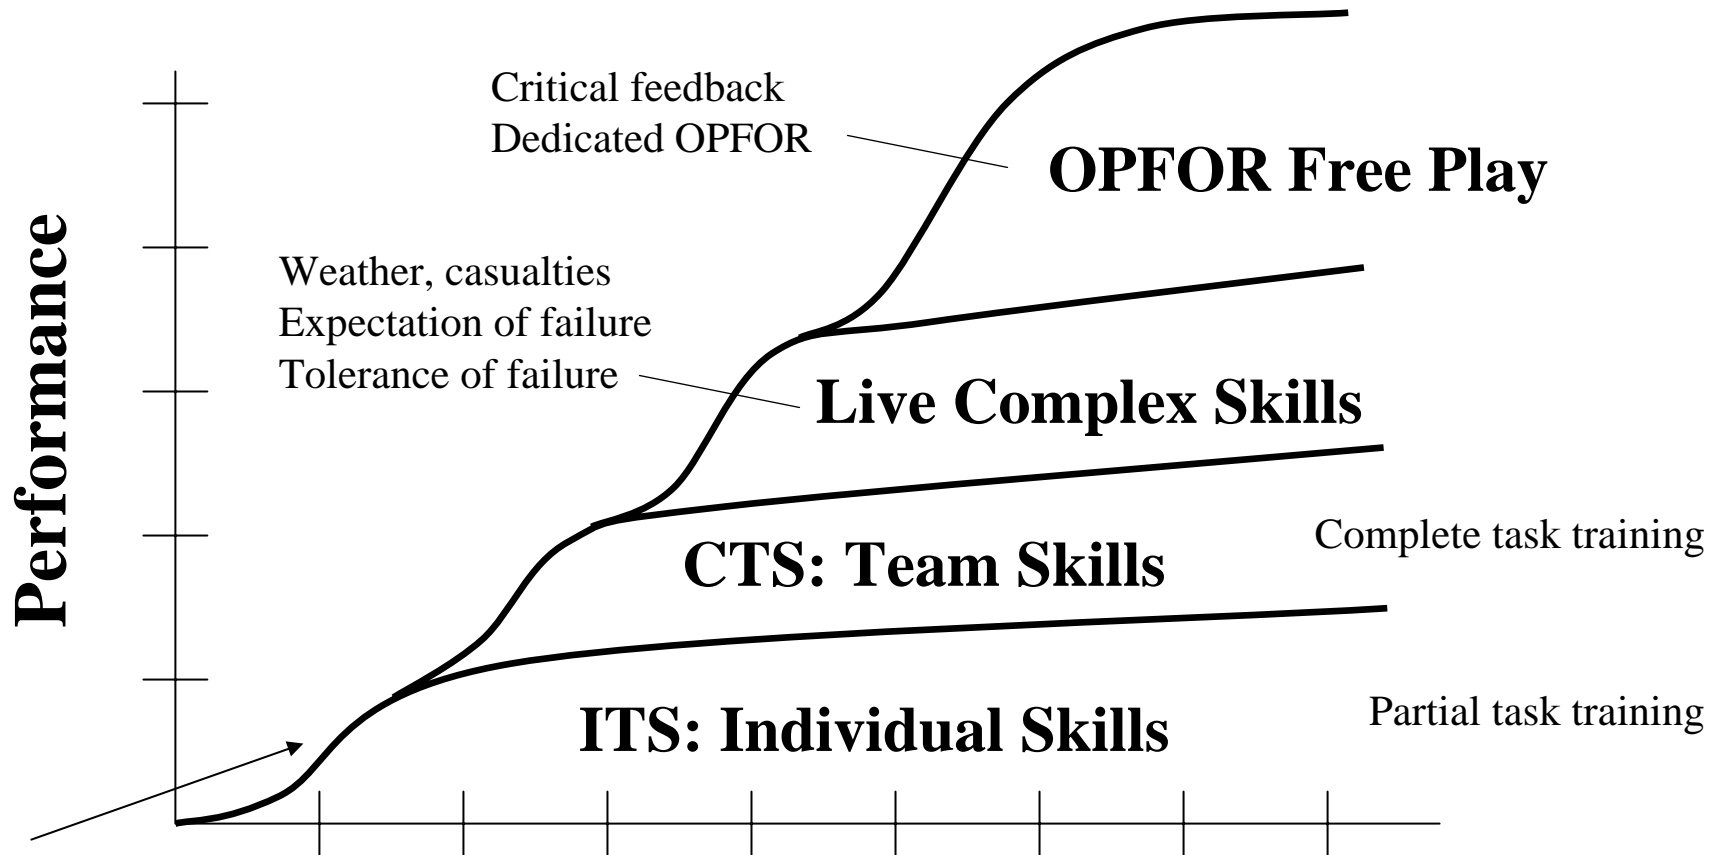 Critical feedback
Dedicated OPFOR
OPFOR Free Play
Performance
Weather, casualties
Expectation of failure
Tolerance of failure
Live Complex Skills
Complete task training
CTS: Team Skills
Partial task training
ITS: Individual Skills